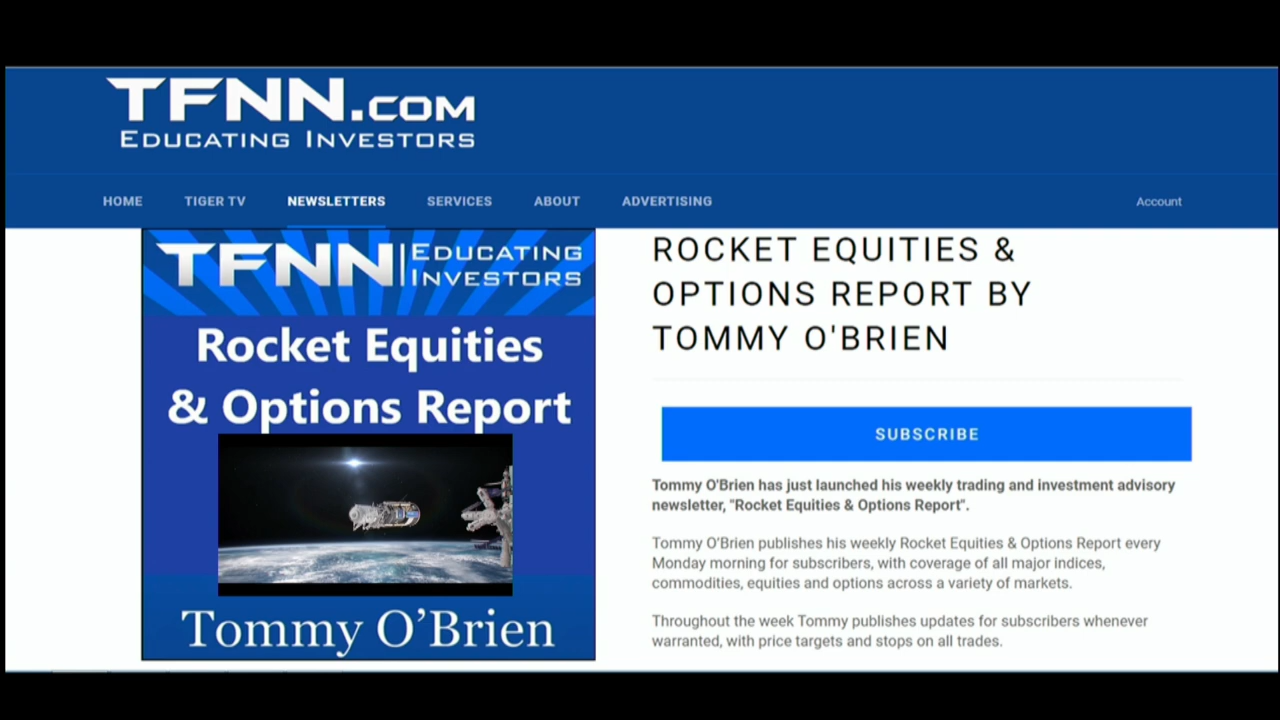 TFNN.COM
EDUCATING INVESTORS
HOME TIGER TV NEWSLETTERS SERVICES ABOUT ADVERTISING Account
TFNN | EDUCATING INVESTORS
Rocket Equities
& Options Report
Tommy O’Brien
ROCKET EQUITIES &
OPTIONS REPORT BY
TOMMY O'BRIEN
SUBSCRIBE
Tommy O'Brien has just launched his weekly trading and investment advisory
newsletter, "Rocket Equities & Options Report".
Tommy O’Brien publishes his weekly Rocket Equities & Options Report every
Monday morning for subscribers, with coverage of all major indices,
commodities, equities and options across a variety of markets.
Throughout the week Tommy publishes updates for subscribers whenever
warranted, with price targets and stops on all trades.